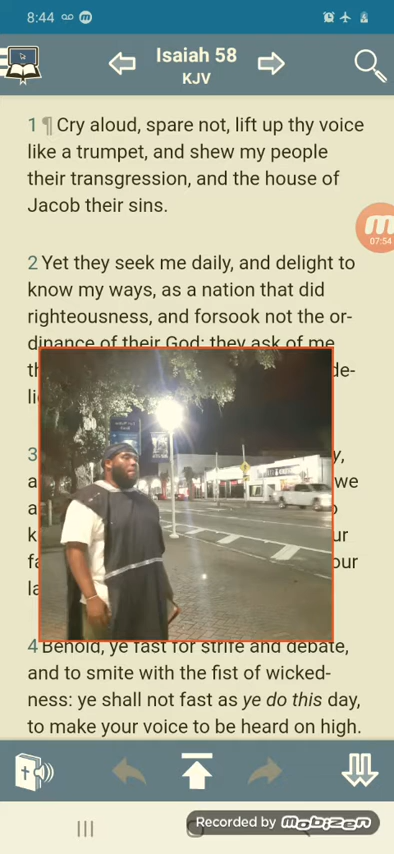 8:44
Isaiah 58
KJV
1 ¶ Cry aloud, spare not, lift up thy voice
like a trumpet, and shew my people
their transgression, and the house of
Jacob their sins.
07:54
2 Yet they seek me daily, and delight to
know my ways, as a nation that did
righteousness, and forsook not the or-
dinance of their God: they ask of me
th de-
li
3 y,
a we
a
k ur
fa our
la
4 Behold, ye fast for strife and debate,
and to smite with the fist of wicked-
ness: ye shall not fast as ye do this day,
to make your voice to be heard on high.
Recorded by mobizen